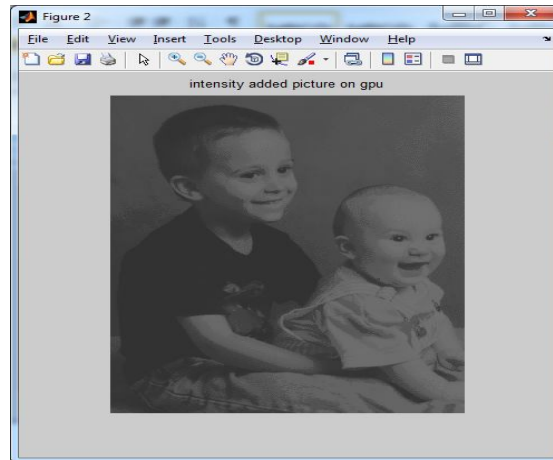 Figure 2
File Edit View Insert Tools Desktop Window Help
intensity added picture on gpu